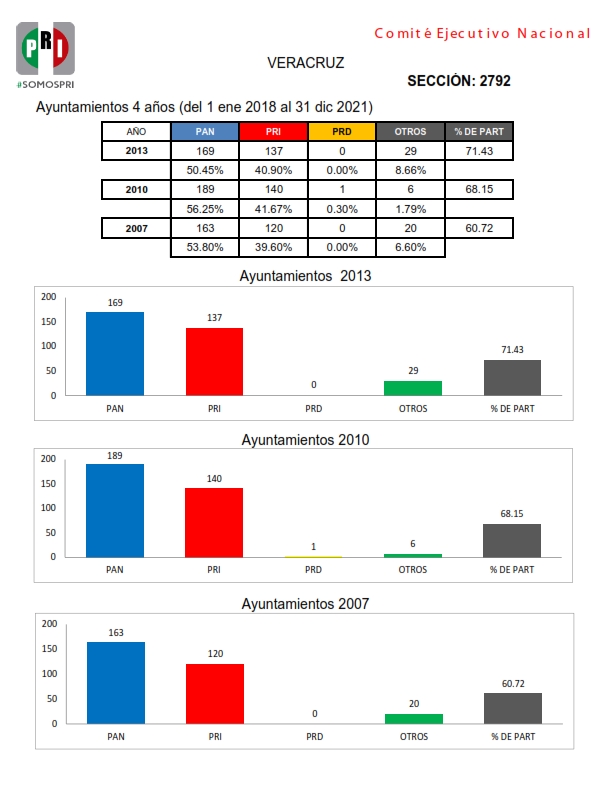 Comité Ejecutivo Nacional
PRI
#SOMOSPRI
VERACRUZ
SECCIÓN: 2792
Ayuntamientos 4 años (del 1 ene 2018 al 31 dic 2021)
AÑO PAN PRI PRD OTROS % DE PART
2013 169 137 0 29 71.43
50.45% 40.90% 0.00% 8.66%
2010 189 140 1 6 68.15
56.25% 41.67% 0.30% 1.79%
2007 163 120 0 20 60.72
53.80% 39.60% 0.00% 6.60%
Ayuntamientos 2013
200
150
100
50
0
169
137
0
29
71.43
PAN PRI PRD OTROS % DE PART
Ayuntamientos 2010
200
150
100
50
0
189
140
1
6
68.15
PAN PRI PRD OTROS % DE PART
Ayuntamientos 2007
200
150
100
50
0
163
120
0
20
60.72
PAN PRI PRD OTROS % DE PART